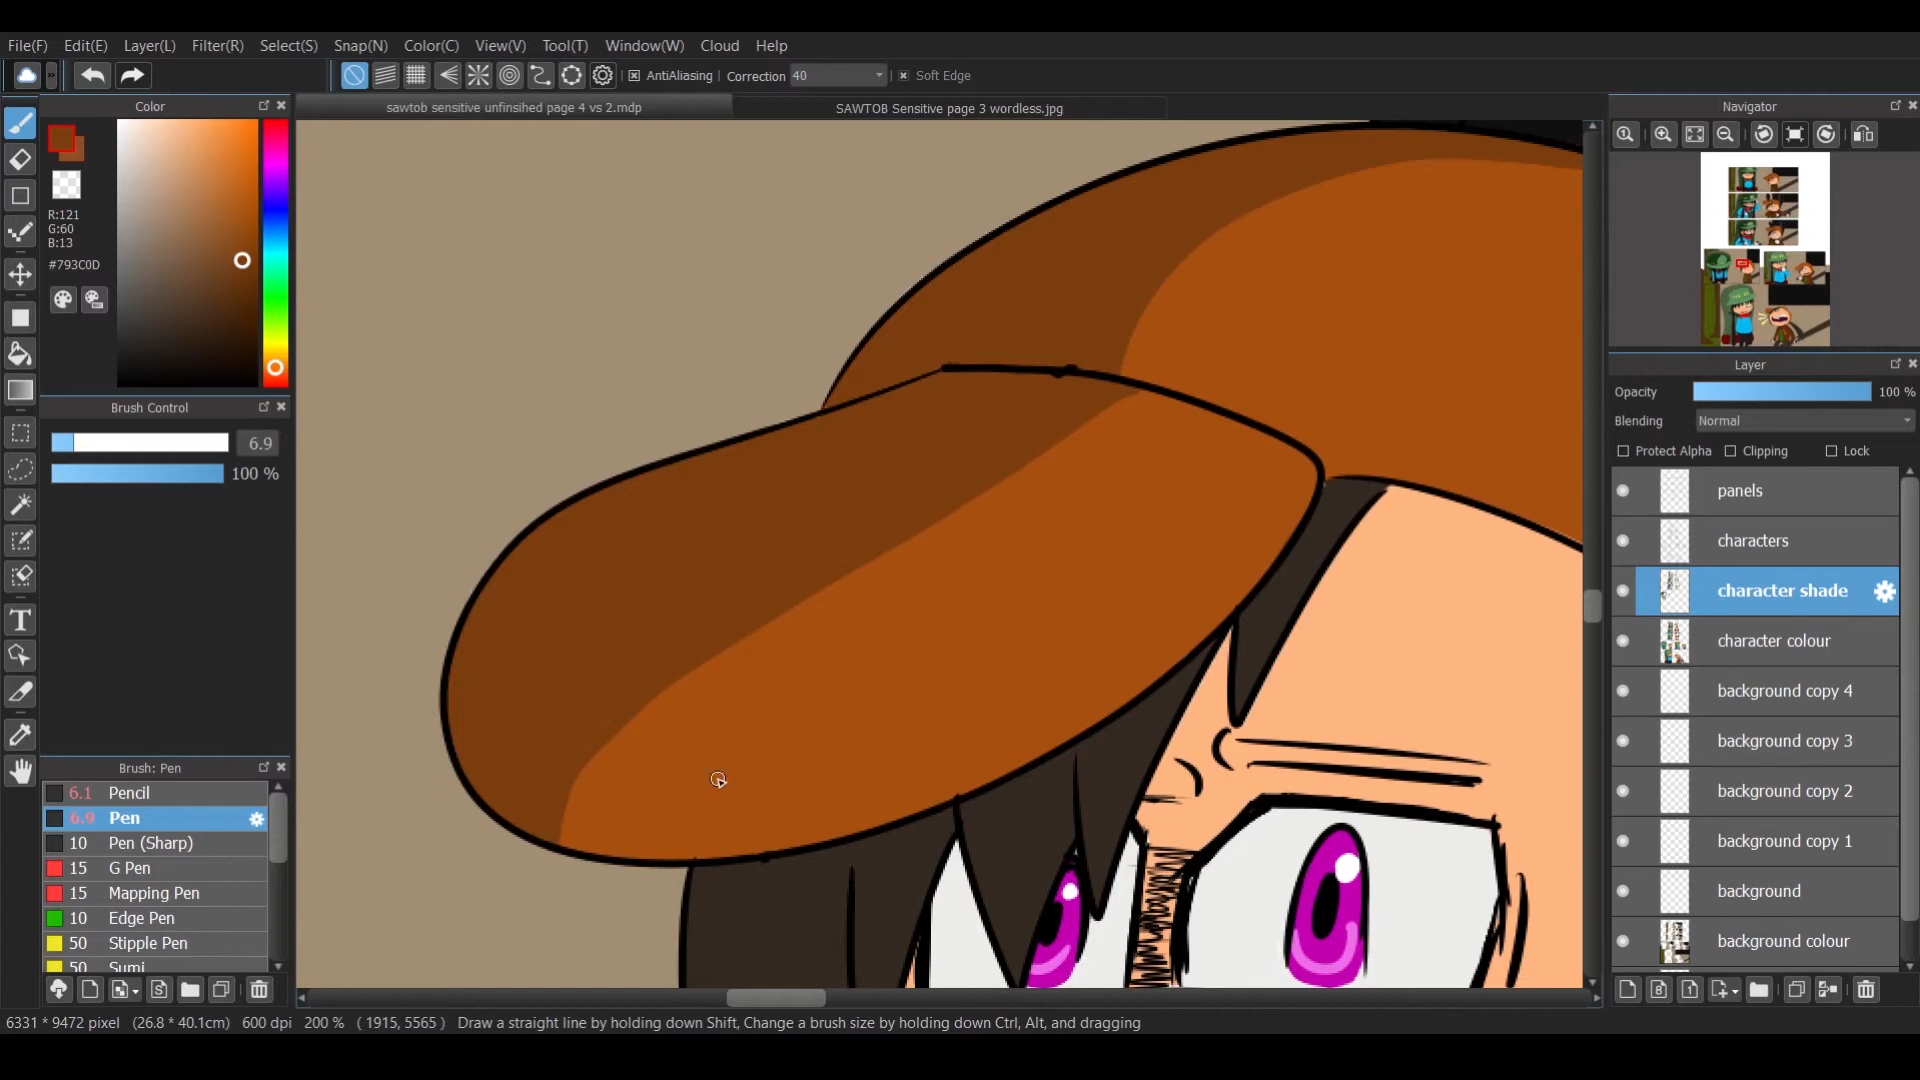 File(F) Edit(E) Layer(L) Filter(R) Select(S) Snap(N) Color(C) View(V) Tool(T) Window(W) Cloud Help
AntiAliasing Correction 40 Soft Edge
Color
sawtob sensitive unfinsihed page 4 vs 2.mdp
SAWTOB Sensitive page 3 wordless.jpg
Navigator
R:121
G:60
B:13
#793C0D
Layer
Opacity 100 %
Blending Normal
Protect Alpha Clipping Lock
Brush Control
6.9
100 %
panels
characters
character shade
character colour
background copy 4
background copy 3
background copy 2
background copy 1
background
background colour
Brush: Pen
6.1 Pencil
6.9 Pen
10 Pen (Sharp)
15 G Pen
15 Mapping Pen
10 Edge Pen
50 Stipple Pen
50 Sumi
6331 * 9472 pixel (26.8 * 40.1cm) 600 dpi 200 % ( 1915, 5565 ) Draw a straight line by holding down Shift, Change a brush size by holding down Ctrl, Alt, and dragging